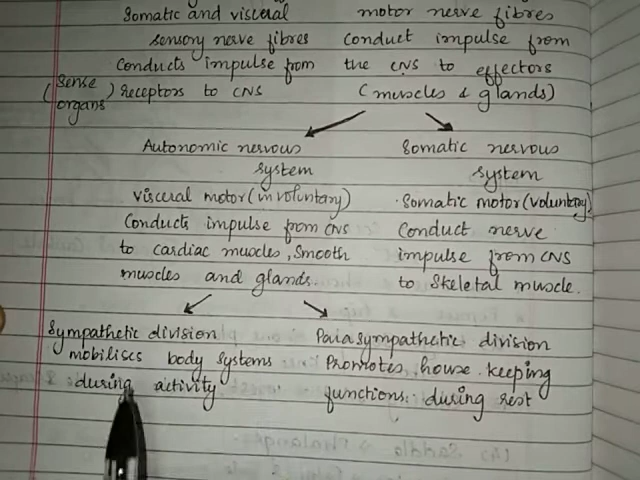 Somatic and visceral
sensory nerve fibres
Conducts impulse from
(Sense organs) receptors to CNS
motor nerve fibres
Conduct impulse from
the CNS to effectors
(muscles & glands)
Autonomic nervous
system
visceral motor (involuntary)
Conducts impulse from CNS
to cardiac muscles, Smooth
muscles and glands.
Somatic nervous
system
Somatic motor (voluntary)
Conduct nerve
impulse from CNS
to Skeletal muscle.
Sympathetic division
mobilises body systems
during activity
Parasympathetic division
Promotes house keeping
functions during rest